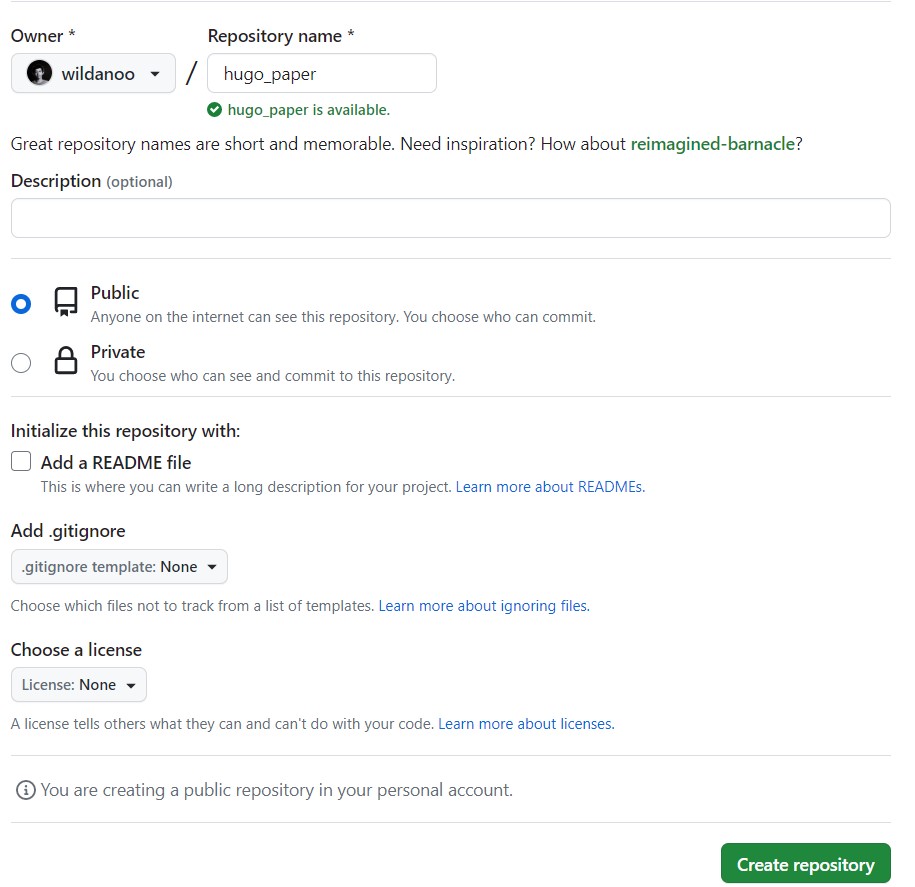 Owner * Repository name *
wildanoo / hugo_paper
hugo_paper is available.
Great repository names are short and memorable. Need inspiration? How about reimagined-barnacle?
Description (optional)
Public
Anyone on the internet can see this repository. You choose who can commit.
Private
You choose who can see and commit to this repository.
Initialize this repository with:
Add a README file
This is where you can write a long description for your project. Learn more about READMEs.
Add .gitignore
.gitignore template: None
Choose which files not to track from a list of templates. Learn more about ignoring files.
Choose a license
License: None
A license tells others what they can and can't do with your code. Learn more about licenses.
You are creating a public repository in your personal account.
Create repository